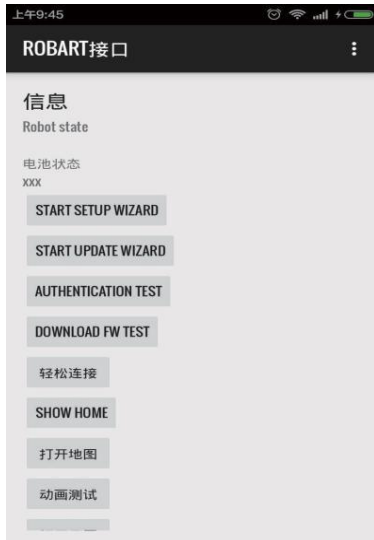 上午9:45
ROBART接口
信息
Robot state
电池状态
xxx
START SETUP WIZARD
START UPDATE WIZARD
AUTHENTICATION TEST
DOWNLOAD FW TEST
轻松连接
SHOW HOME
打开地图
动画测试